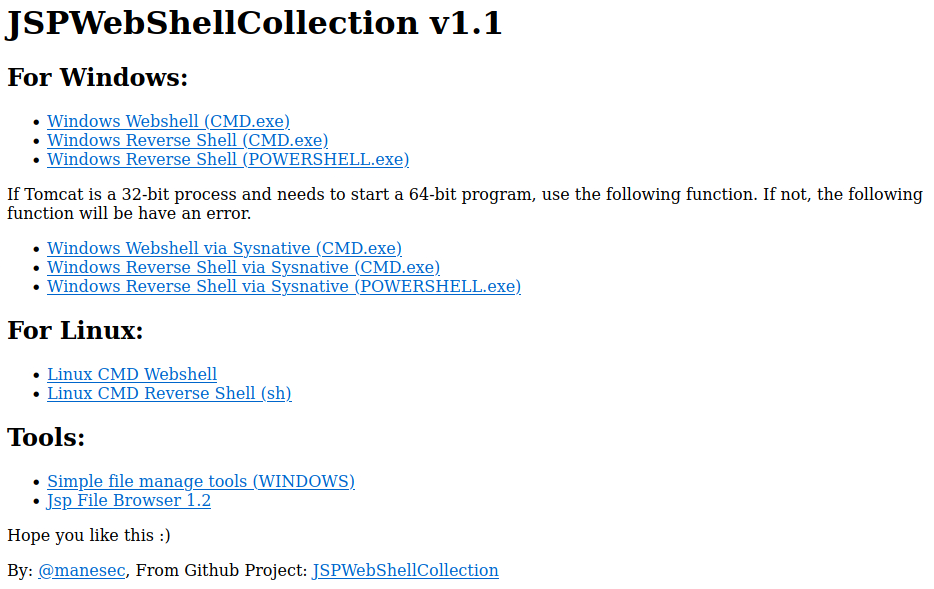 JSPWebShellCollection v1.1
For Windows:
Windows Webshell (CMD.exe)
Windows Reverse Shell (CMD.exe)
Windows Reverse Shell (POWERSHELL.exe)
If Tomcat is a 32-bit process and needs to start a 64-bit program, use the following function. If not, the following
function will be have an error.
Windows Webshell via Sysnative (CMD.exe)
Windows Reverse Shell via Sysnative (CMD.exe)
Windows Reverse Shell via Sysnative (POWERSHELL.exe)
For Linux:
Linux CMD Webshell
Linux CMD Reverse Shell (sh)
Tools:
Simple file manage tools (WINDOWS)
Jsp File Browser 1.2
Hope you like this :)
By: @manesec, From Github Project: JSPWebShellCollection